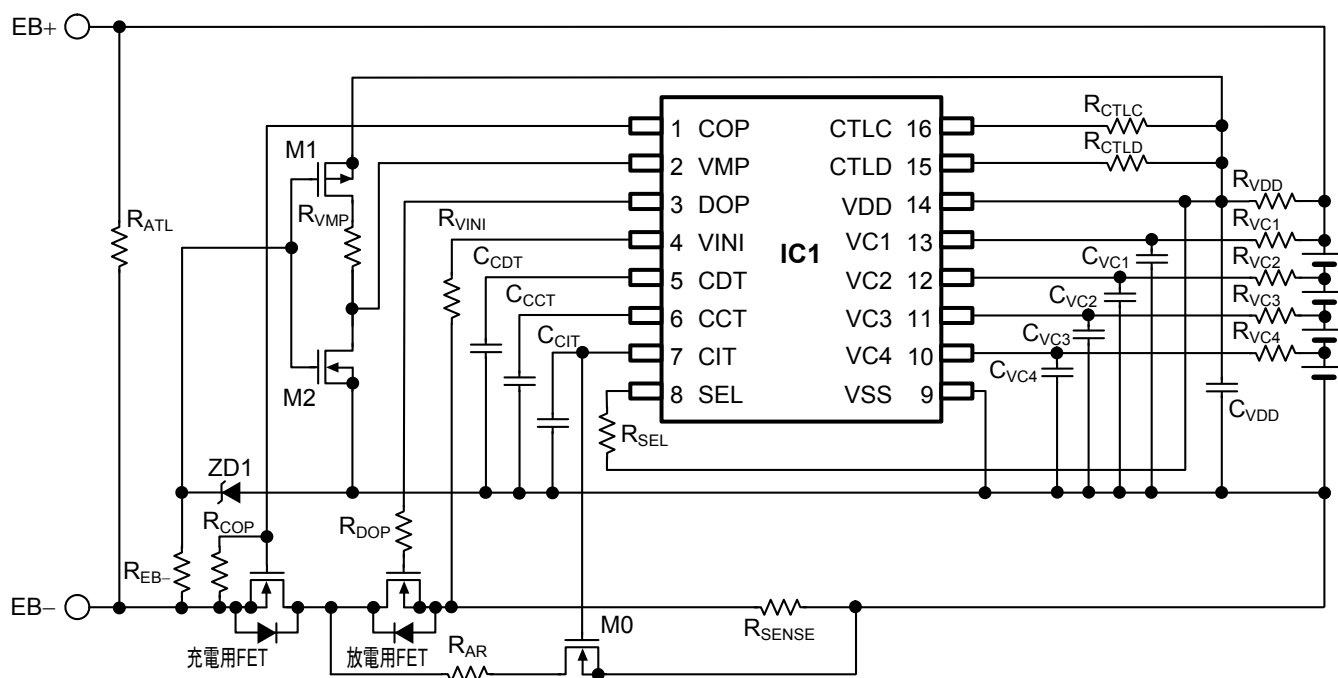 EB+
M1
R_VMP
R_ATL
M2
ZD1
R_COP
R_EB−
R_DOP
R_VINI
C_CDT
C_CCT
C_CIT
1 COP CTLC 16
2 VMP CTLD 15
3 DOP VDD 14
4 VINI VC1 13
IC1
5 CDT VC2 12
6 CCT VC3 11
7 CIT VC4 10
8 SEL VSS 9
R_SEL
R_CTLC
R_CTLD
R_VDD
R_VC1
R_VC2
R_VC3
R_VC4
C_VC1
C_VC2
C_VC3
C_VC4
C_VDD
EB−
充電用FET
放電用FET
R_AR
M0
R_SENSE